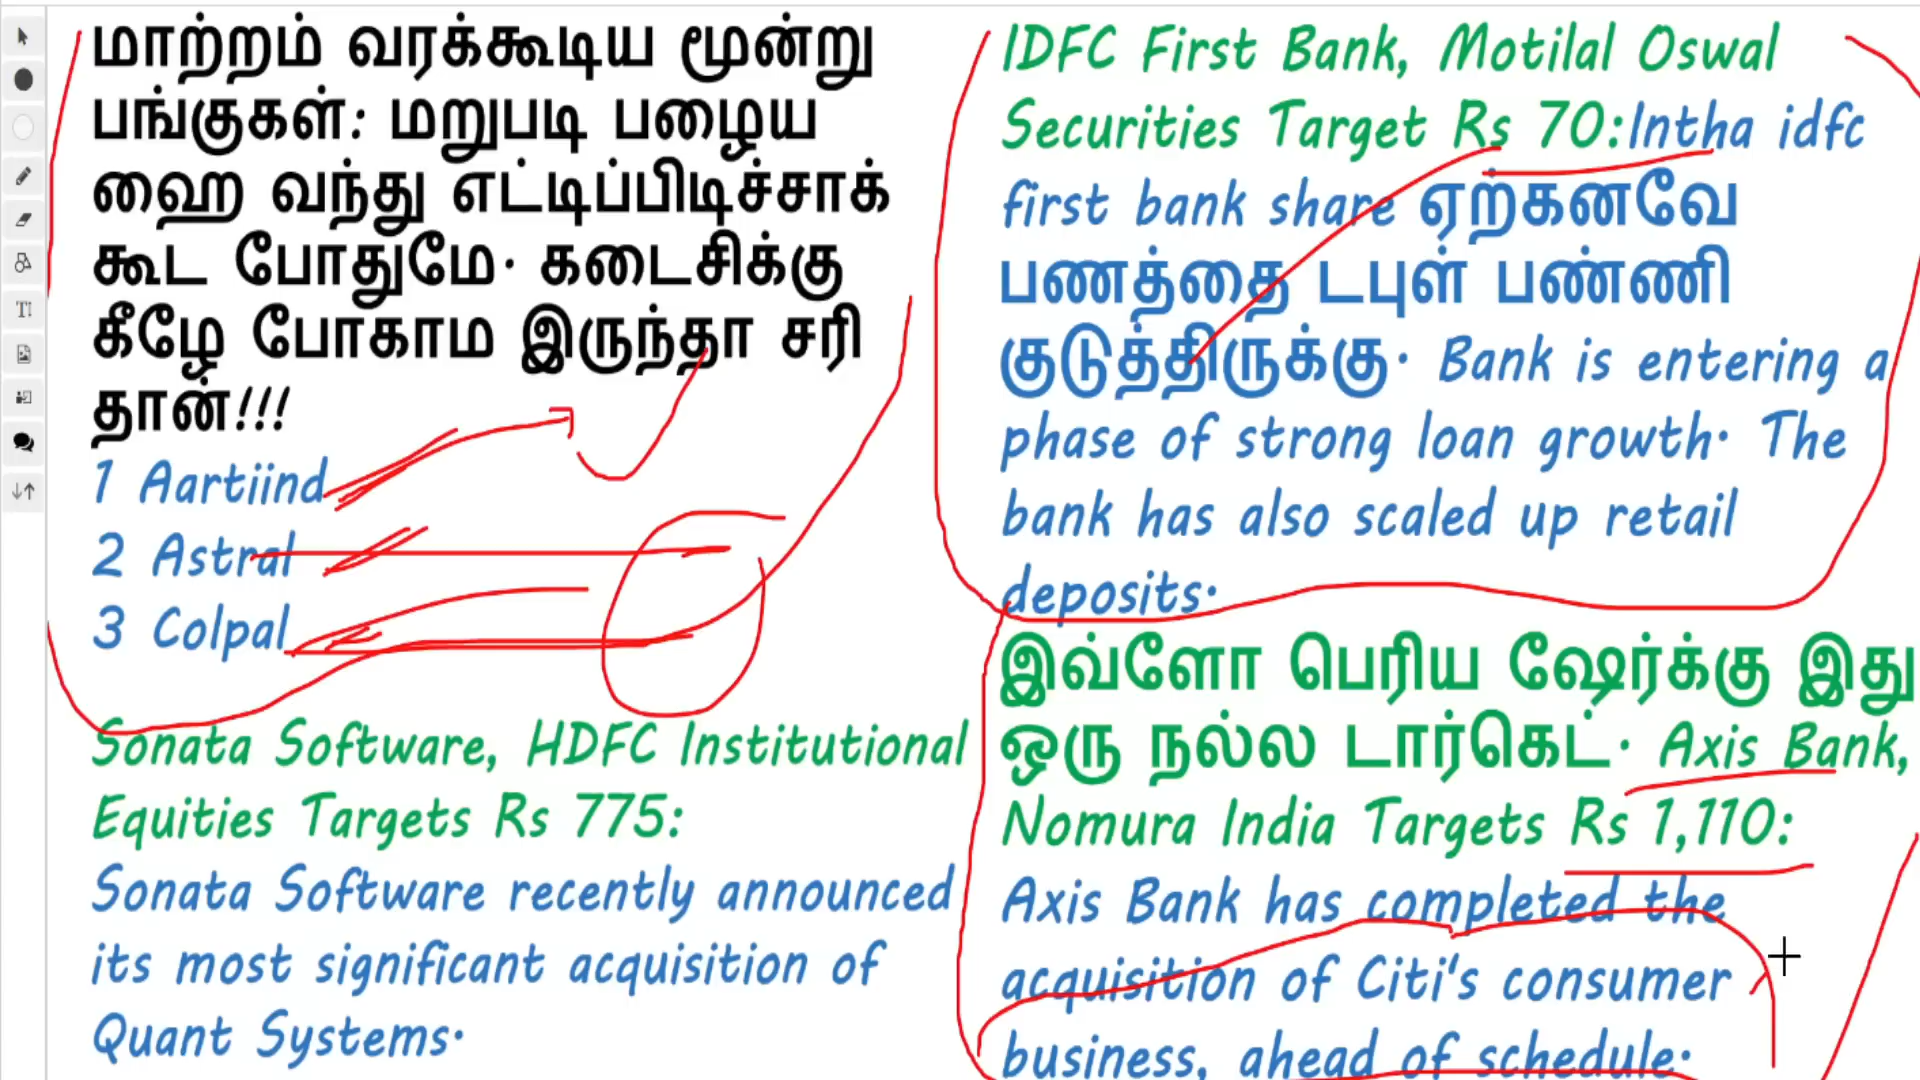 மாற்றம் வரக்கூடிய மூன்று
பங்குகள்: மறுபடி பழைய
ஹை வந்து எட்டிப்பிடிச்சாக்
கூட போதுமே. கடைசிக்கு
கீழே போகாம இருந்தா சரி
தான்!!!
1 Aartiind
2 Astral
3 Colpal
Sonata Software, HDFC Institutional
Equities Targets Rs 775:
Sonata Software recently announced
its most significant acquisition of
Quant Systems.
IDFC First Bank, Motilal Oswal
Securities Target Rs 70:Intha idfc
first bank share ஏற்கனவே
பணத்தை டபுள் பண்ணி
குடுத்திருக்கு. Bank is entering a
phase of strong loan growth. The
bank has also scaled up retail
deposits.
இவ்ளோ பெரிய ஷேர்க்கு இது
ஒரு நல்ல டார்கெட். Axis Bank,
Nomura India Targets Rs 1,110:
Axis Bank has completed the
acquisition of Citi's consumer
business, ahead of schedule.